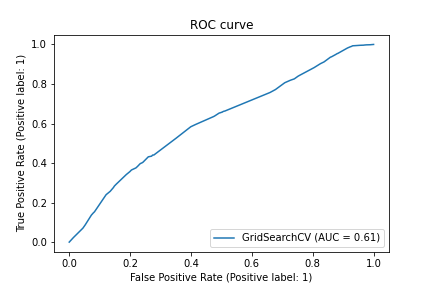 ROC curve
True Positive Rate (Positive label: 1)
1.0
0.8
0.6
0.4
0.2
0.0
GridSearchCV (AUC = 0.61)
0.0 0.2 0.4 0.6 0.8 1.0
False Positive Rate (Positive label: 1)